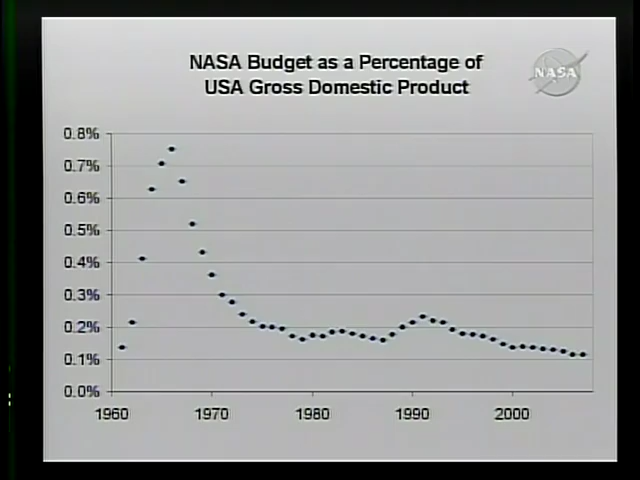 NASA Budget as a Percentage of
USA Gross Domestic Product
NASA
0.8%
0.7%
0.6%
0.5%
0.4%
0.3%
0.2%
0.1%
0.0%
1960 1970 1980 1990 2000